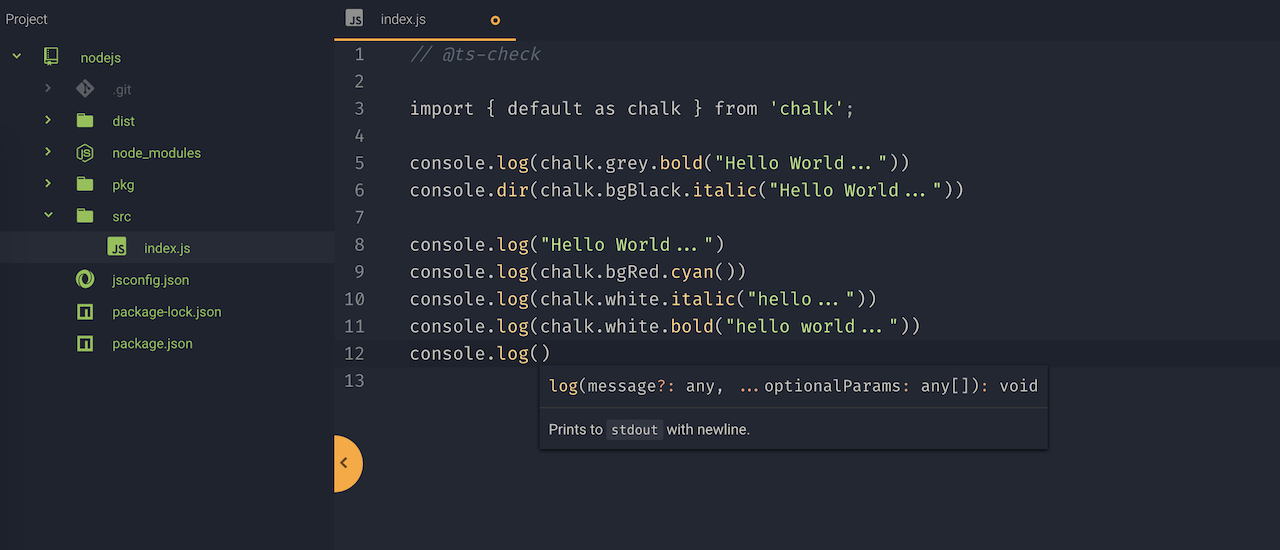 Project
nodejs
.git
dist
node_modules
pkg
src
JS index.js
jsconfig.json
package-lock.json
package.json
JS index.js
1 // @ts-check
2
3 import { default as chalk } from 'chalk';
4
5 console.log(chalk.grey.bold("Hello World..."))
6 console.dir(chalk.bgBlack.italic("Hello World..."))
7
8 console.log("Hello World...")
9 console.log(chalk.bgRed.cyan())
10 console.log(chalk.white.italic("hello..."))
11 console.log(chalk.white.bold("hello world..."))
12 console.log()
13
log(message?: any, ...optionalParams: any[]): void
Prints to stdout with newline.